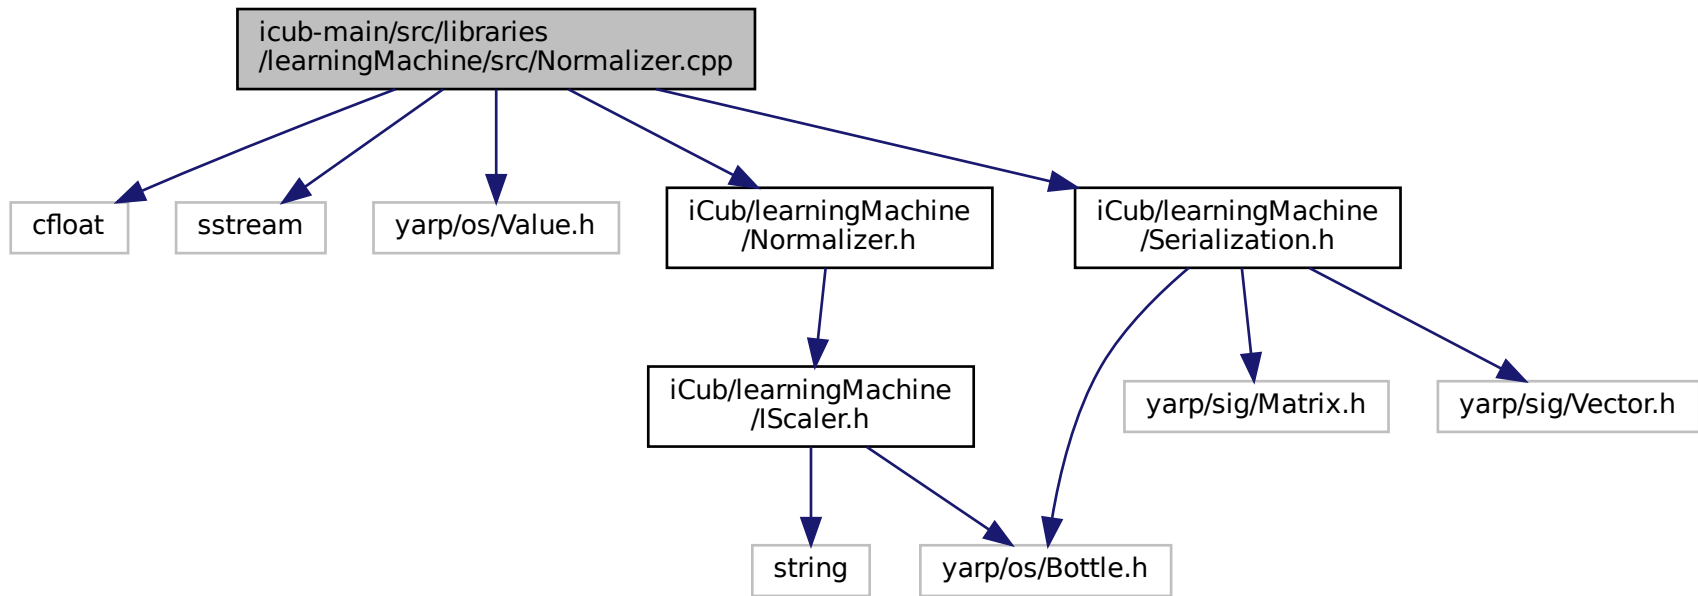 icub-main/src/libraries
/learningMachine/src/Normalizer.cpp
cfloat
sstream
yarp/os/Value.h
iCub/learningMachine
/Normalizer.h
iCub/learningMachine
/Serialization.h
iCub/learningMachine
/IScaler.h
yarp/sig/Matrix.h
yarp/sig/Vector.h
string
yarp/os/Bottle.h